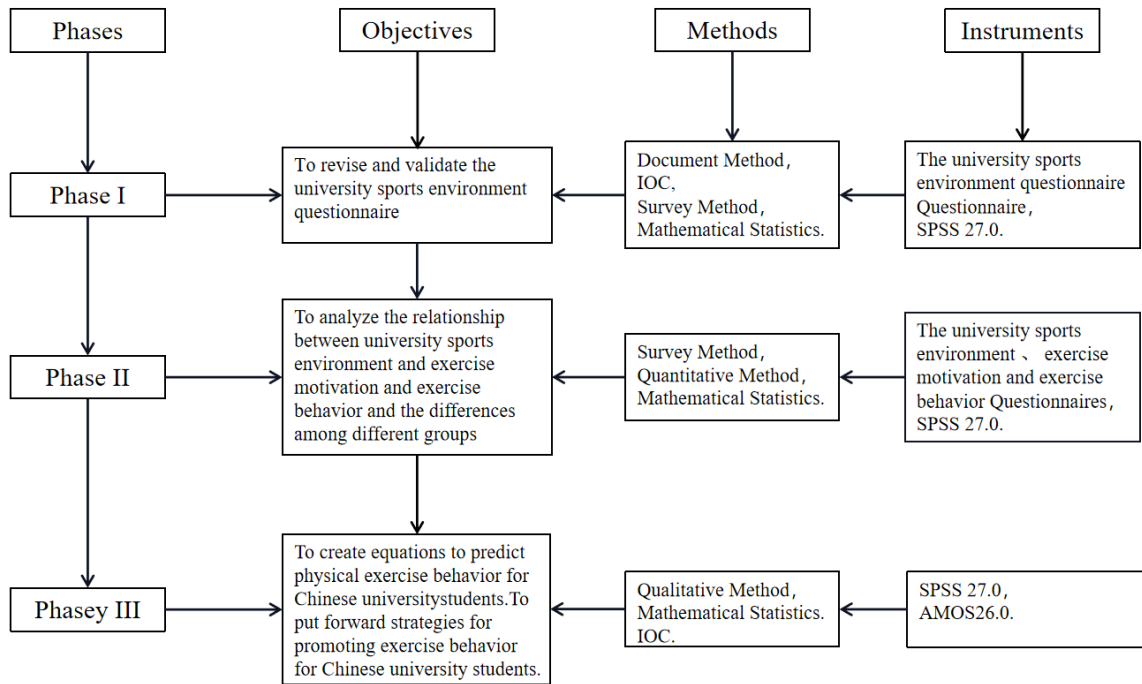 Phases
Objectives
Methods
Instruments
Phase I
To revise and validate the
university sports environment
questionnaire
Document Method，
IOC,
Survey Method，
Mathematical Statistics.
The university sports
environment questionnaire
Questionnaire，
SPSS 27.0.
Phase II
To analyze the relationship
between university sports
environment and exercise
motivation and exercise
behavior and the differences
among different groups
Survey Method，
Quantitative Method，
Mathematical Statistics.
The university sports
environment 、 exercise
motivation and exercise
behavior Questionnaires，
SPSS 27.0.
Phasey III
To create equations to predict
physical exercise behavior for
Chinese universitystudents.To
put forward strategies for
promoting exercise behavior
for Chinese university students.
Qualitative Method，
Mathematical Statistics.
IOC.
SPSS 27.0，
AMOS26.0.